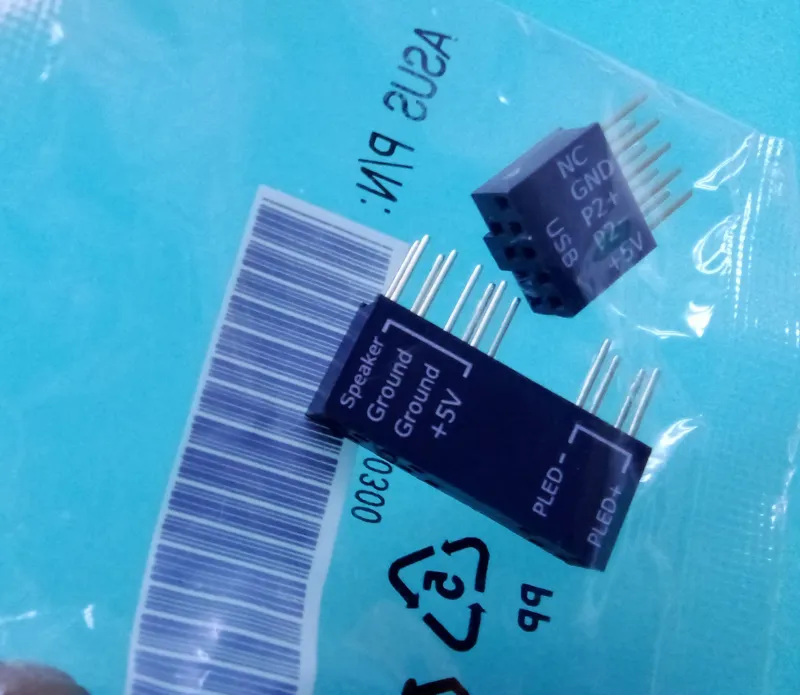 ASUS P/N:
NC
GND
P2+
P2-
+5V
USB
Speaker
Ground
Ground
+5V
PLED-
PLED+
0300
5
PP